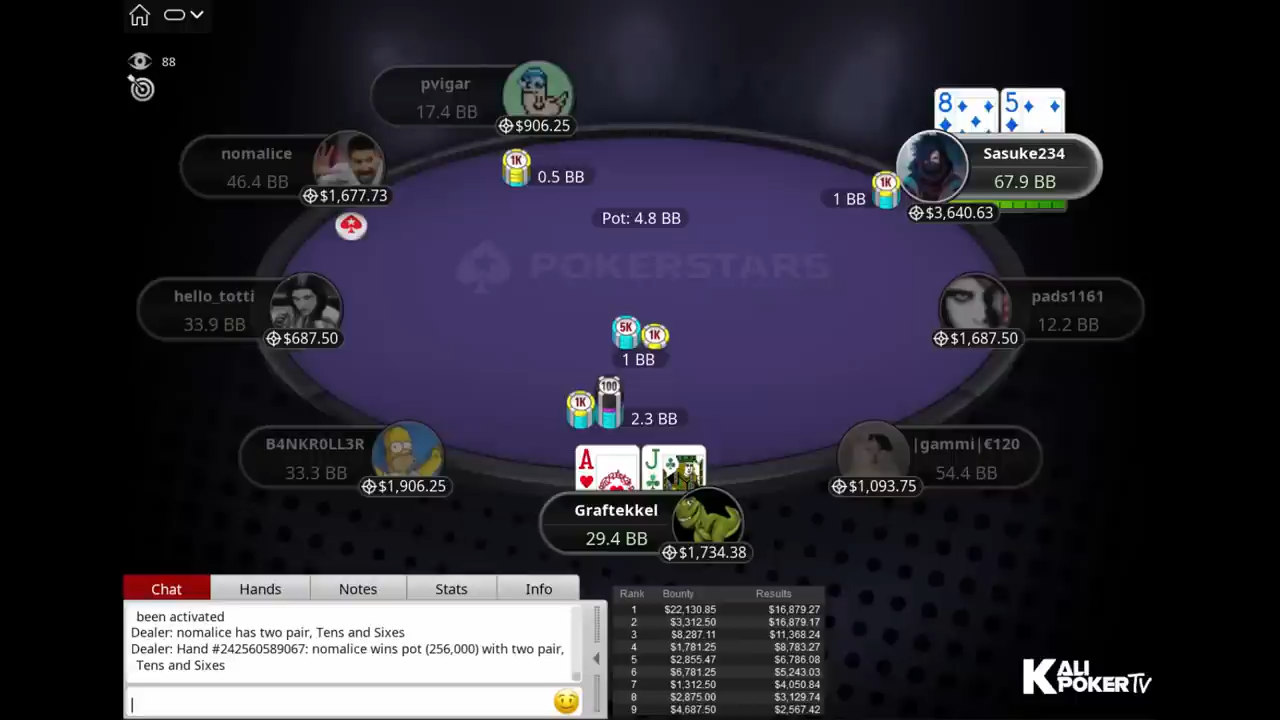 88
pvigar
17.4 BB
$906.25
8 5
Sasuke234
67.9 BB
$3,640.63
nomalice
46.4 BB
$1,677.73
1K
0.5 BB
1K
1 BB
Pot: 4.8 BB
POKERSTARS
hello_totti
33.9 BB
$687.50
pads1161
12.2 BB
$1,687.50
5K 1K
1 BB
1K 100
2.3 BB
B4NKR0LL3R
33.3 BB
$1,906.25
A J
|gammi|€120
54.4 BB
$1,093.75
Graftekkel
29.4 BB
$1,734.38
Chat Hands Notes Stats Info
been activated
Dealer: nomalice has two pair, Tens and Sixes
Dealer: Hand #242560589067: nomalice wins pot (256,000) with two pair,
Tens and Sixes
Rank Bounty Results
1 $22,130.85 $16,879.27
2 $3,312.50 $16,879.17
3 $8,287.11 $11,368.24
4 $1,781.25 $8,783.27
5 $2,855.47 $6,786.08
6 $6,781.25 $5,243.03
7 $1,312.50 $4,050.84
8 $2,875.00 $3,129.74
9 $4,687.50 $2,567.42
KALI
POKERTV